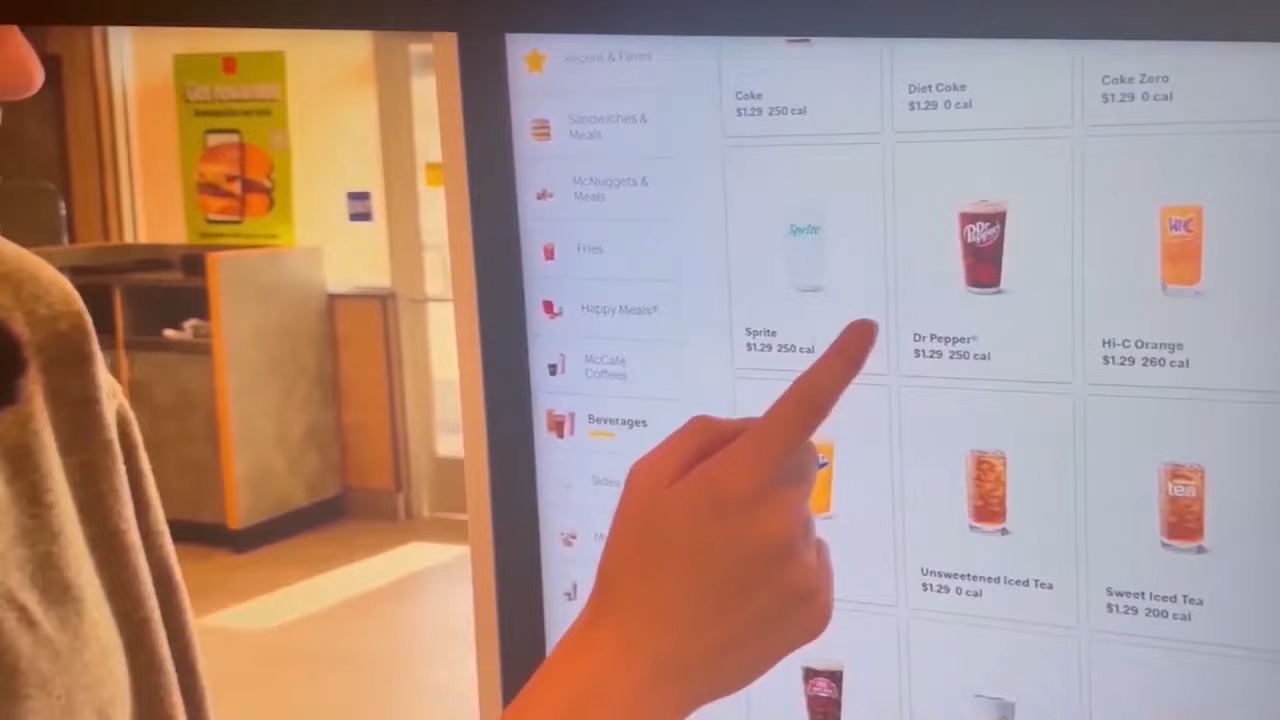 Recent & Faves
Sandwiches &
Meals
McNuggets &
Meals
Fries
Happy Meals®
McCafé
Coffees
Beverages
Sides
Coke
$1.29 250 cal
Diet Coke
$1.29 0 cal
Coke Zero
$1.29 0 cal
Sprite
Sprite
$1.29 250 cal
Dr Pepper
Dr Pepper®
$1.29 250 cal
HI-C
Hi-C Orange
$1.29 260 cal
Unsweetened Iced Tea
$1.29 0 cal
tea
Sweet Iced Tea
$1.29 200 cal